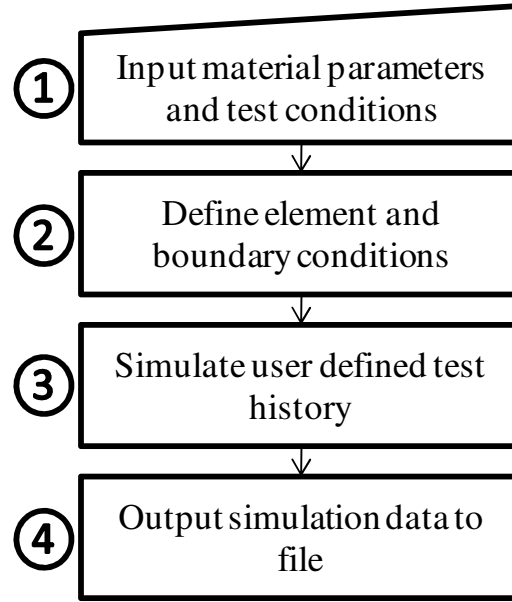 1
Input material parameters
and test conditions
2
Define element and
boundary conditions
3
Simulate user defined test
history
4
Output simulation data to
file